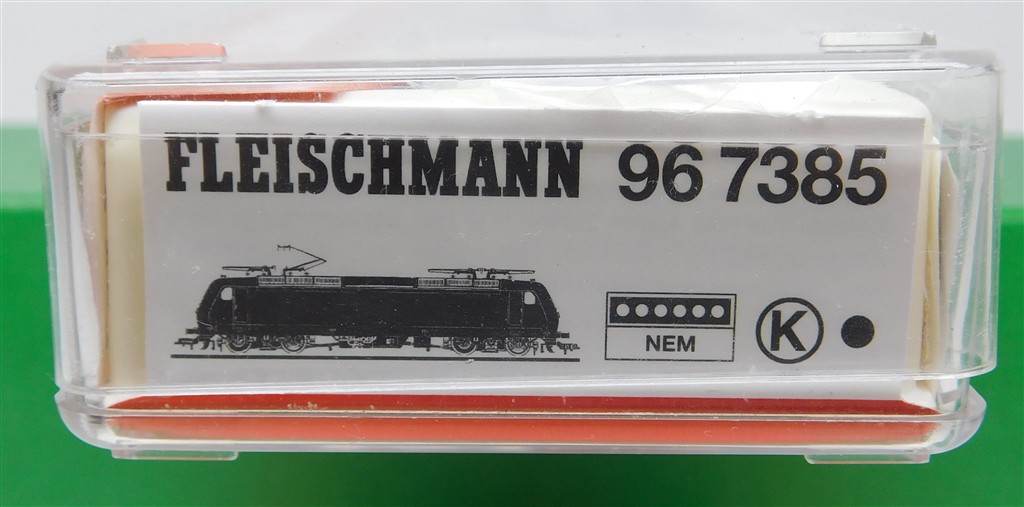 FLEISCHMANN 96 7385
NEM K